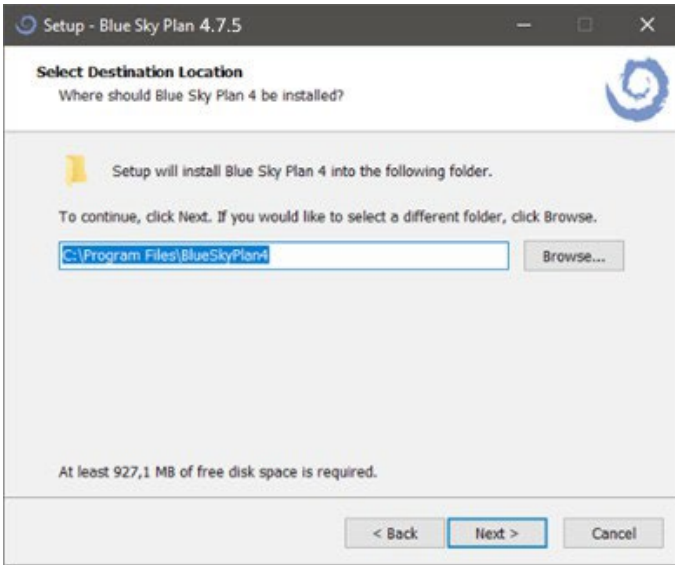 Setup - Blue Sky Plan 4.7.5
Select Destination Location
Where should Blue Sky Plan 4 be installed?
Setup will install Blue Sky Plan 4 into the following folder.
To continue, click Next. If you would like to select a different folder, click Browse.
C:\Program Files\BlueSkyPlan4
Browse...
At least 927,1 MB of free disk space is required.
< Back
Next >
Cancel